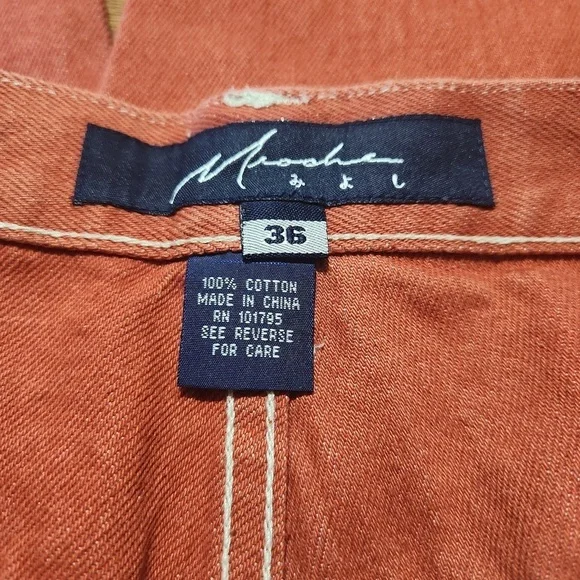 みよし
36
100% COTTON
MADE IN CHINA
RN 101795
SEE REVERSE
FOR CARE